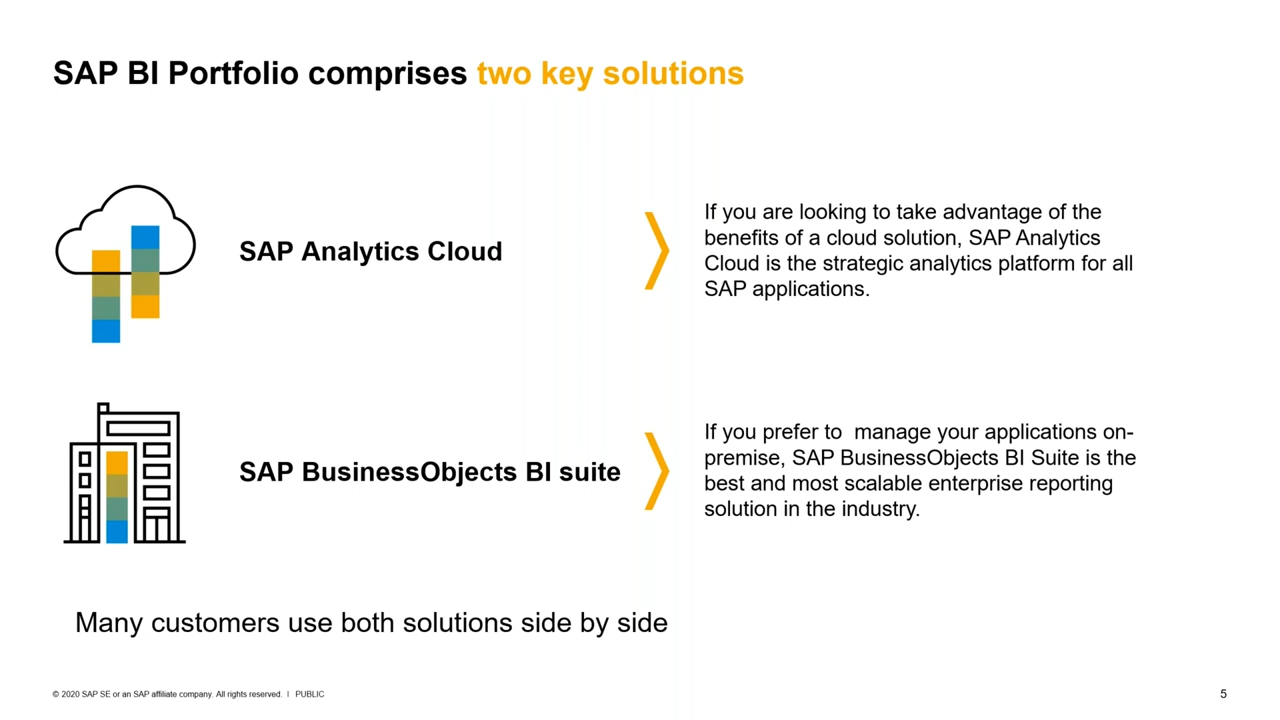 SAP BI Portfolio comprises two key solutions
SAP Analytics Cloud
If you are looking to take advantage of the
benefits of a cloud solution, SAP Analytics
Cloud is the strategic analytics platform for all
SAP applications.
SAP BusinessObjects BI suite
If you prefer to  manage your applications on-
premise, SAP BusinessObjects BI Suite is the
best and most scalable enterprise reporting
solution in the industry.
Many customers use both solutions side by side
© 2020 SAP SE or an SAP affiliate company. All rights reserved. | PUBLIC
5